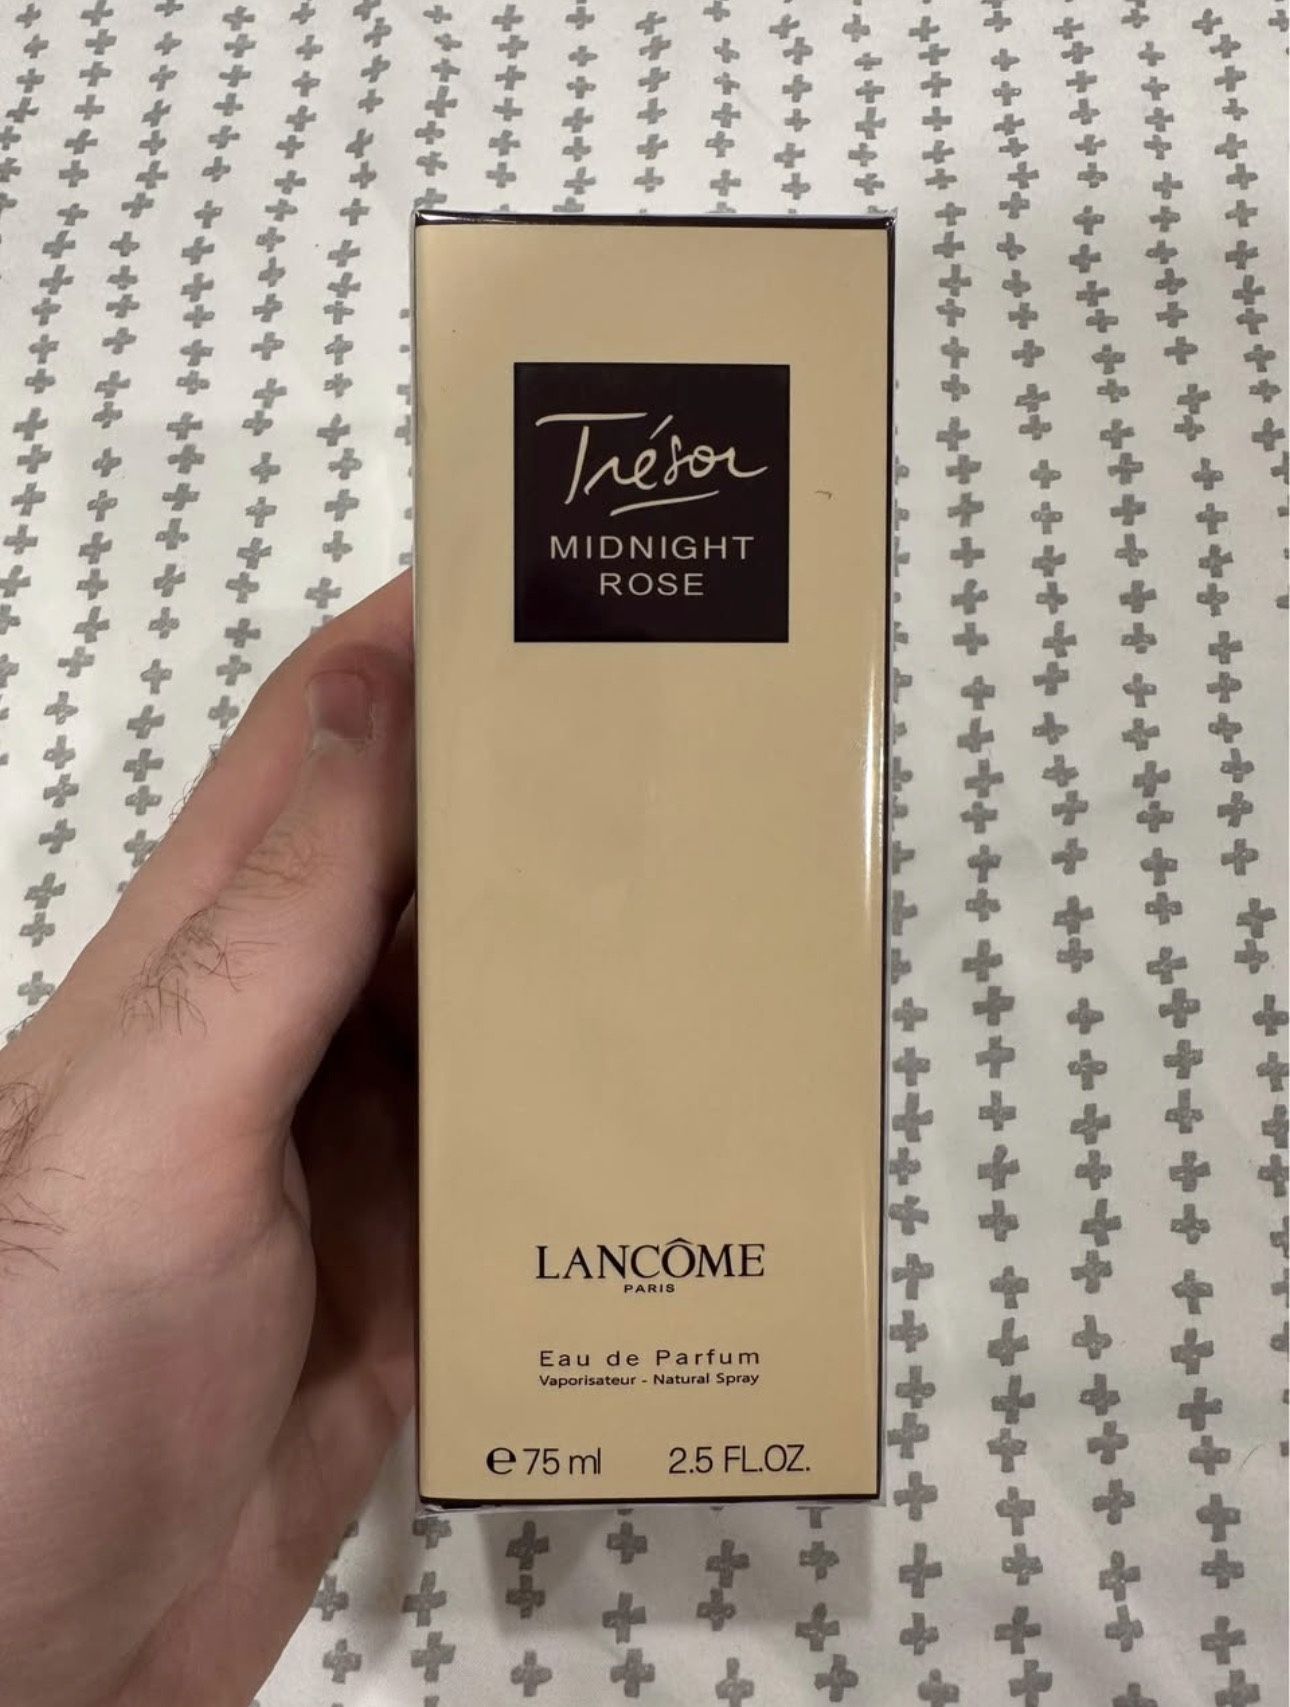 Trésor
MIDNIGHT
ROSE
LANCÔME
PARIS
Eau de Parfum
Vaporisateur - Natural Spray
℮ 75 ml 2.5 FL.OZ.